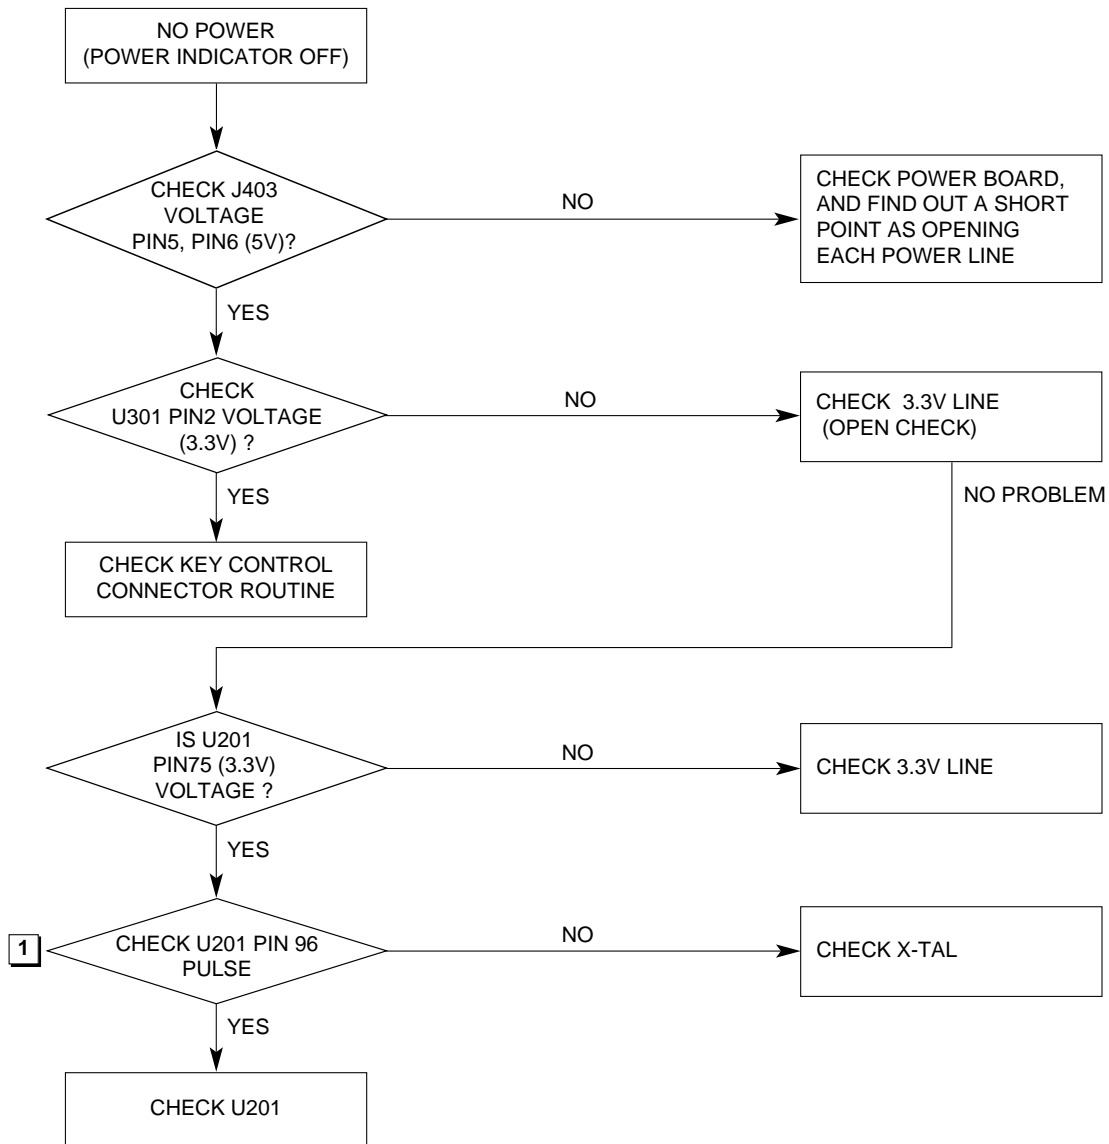 NO POWER
(POWER INDICATOR OFF)
CHECK J403
VOLTAGE
PIN5, PIN6 (5V)?
NO
CHECK POWER BOARD,
AND FIND OUT A SHORT
POINT AS OPENING
EACH POWER LINE
YES
CHECK
U301 PIN2 VOLTAGE
(3.3V) ?
NO
CHECK 3.3V LINE
(OPEN CHECK)
YES
NO PROBLEM
CHECK KEY CONTROL
CONNECTOR ROUTINE
IS U201
PIN75 (3.3V)
VOLTAGE ?
NO
CHECK 3.3V LINE
YES
1
CHECK U201 PIN 96
PULSE
NO
CHECK X-TAL
YES
CHECK U201